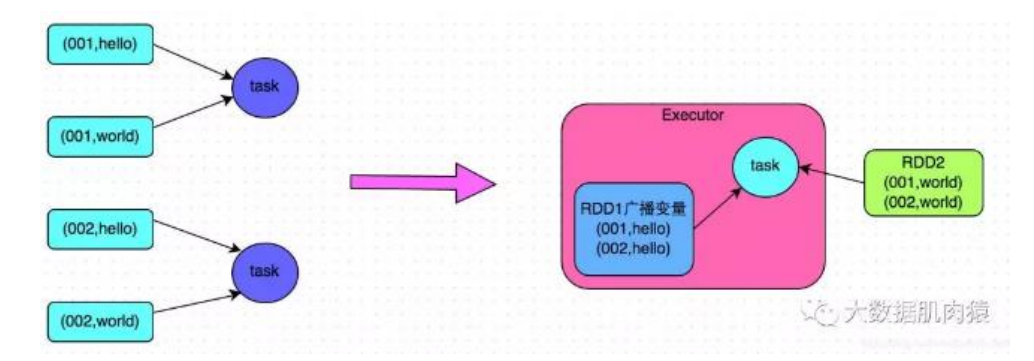 (001,hello)
task
(001,world)
(002,hello)
task
(002,world)
Executor
task
RDD1广播变量
(001,hello)
(002,hello)
RDD2
(001,world)
(002,world)
大数据肌肉猿